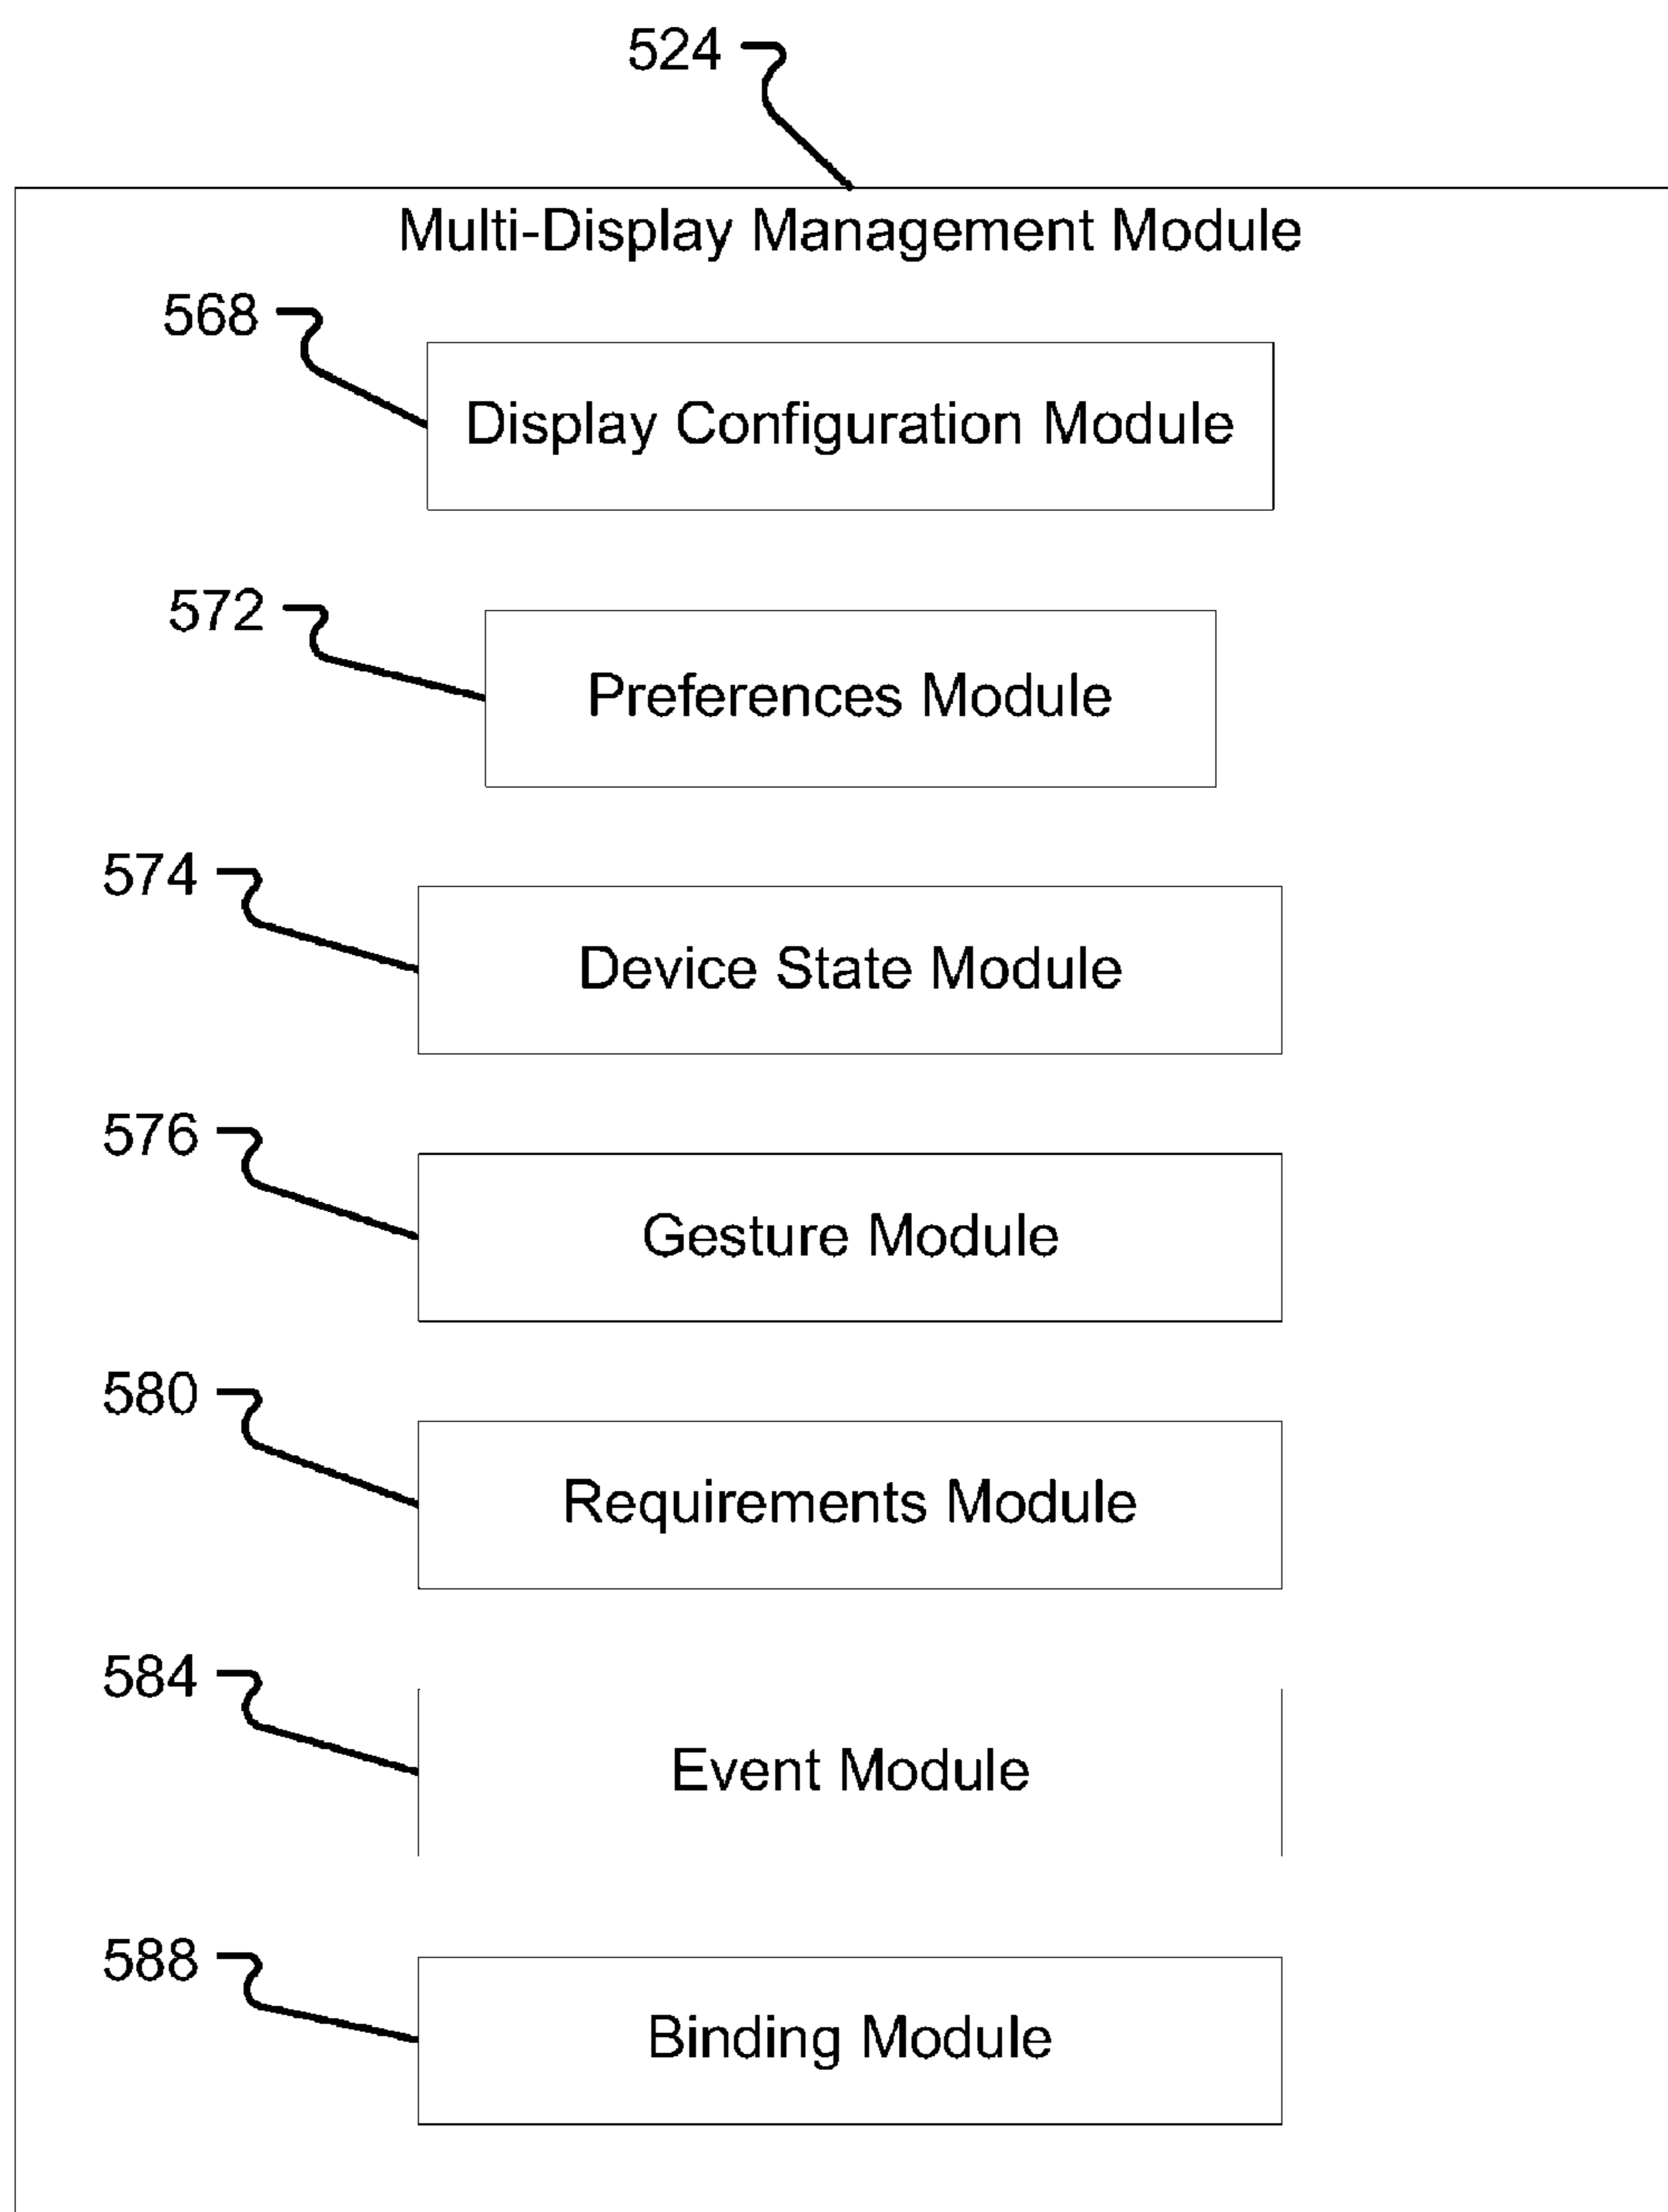 524
Multi-Display Management Module
568
Display Configuration Module
572
Preferences Module
574
Device State Module
576
Gesture Module
580
Requirements Module
584
Event Module
588
Binding Module